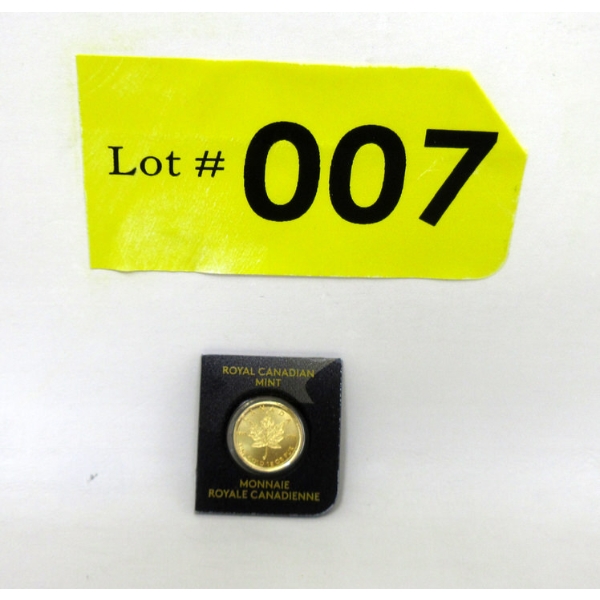 Lot # 007
ROYAL CANADIAN
MINT
MONNAIE
ROYALE CANADIENNE